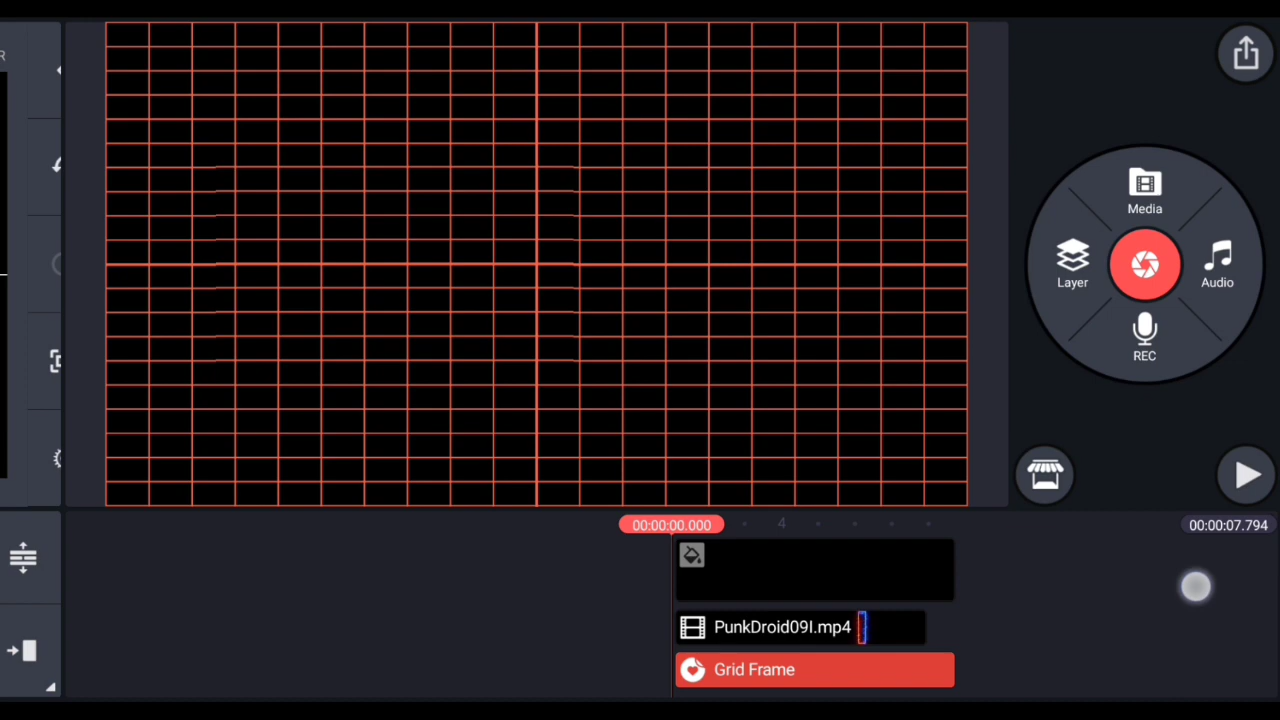 R
Media
Layer
Audio
REC
00:00:00.000
4
00:00:07.794
PunkDroid09I.mp4
Grid Frame